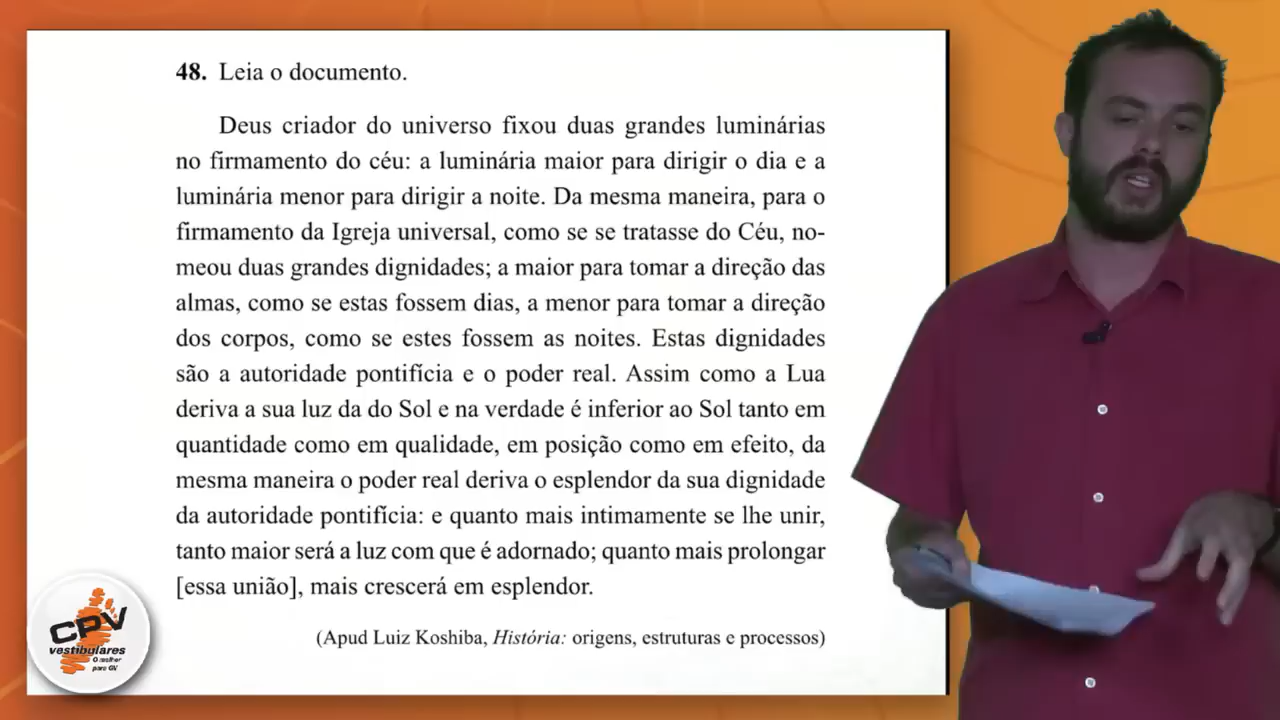 48. Leia o documento.
Deus criador do universo fixou duas grandes luminárias
no firmamento do céu: a luminária maior para dirigir o dia e a
luminária menor para dirigir a noite. Da mesma maneira, para o
firmamento da Igreja universal, como se se tratasse do Céu, no-
meou duas grandes dignidades; a maior para tomar a direção das
almas, como se estas fossem dias, a menor para tomar a direção
dos corpos, como se estes fossem as noites. Estas dignidades
são a autoridade pontifícia e o poder real. Assim como a Lua
deriva a sua luz da do Sol e na verdade é inferior ao Sol tanto em
quantidade como em qualidade, em posição como em efeito, da
mesma maneira o poder real deriva o esplendor da sua dignidade
da autoridade pontifícia: e quanto mais intimamente se lhe unir,
tanto maior será a luz com que é adornado; quanto mais prolongar
[essa união], mais crescerá em esplendor.
(Apud Luiz Koshiba, História: origens, estruturas e processos)
CPV
vestibulares
O melhor
para GV